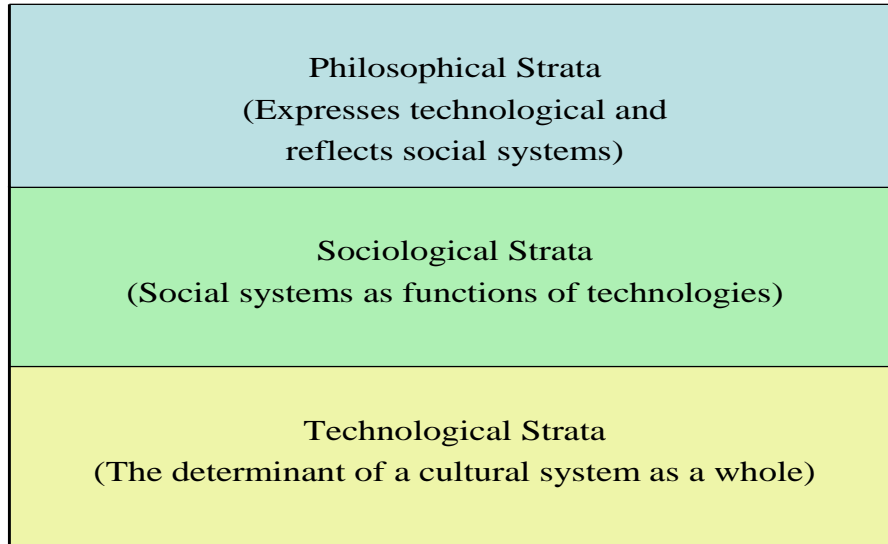 Philosophical Strata
(Expresses technological and
reflects social systems)
Sociological Strata
(Social systems as functions of technologies)
Technological Strata
(The determinant of a cultural system as a whole)